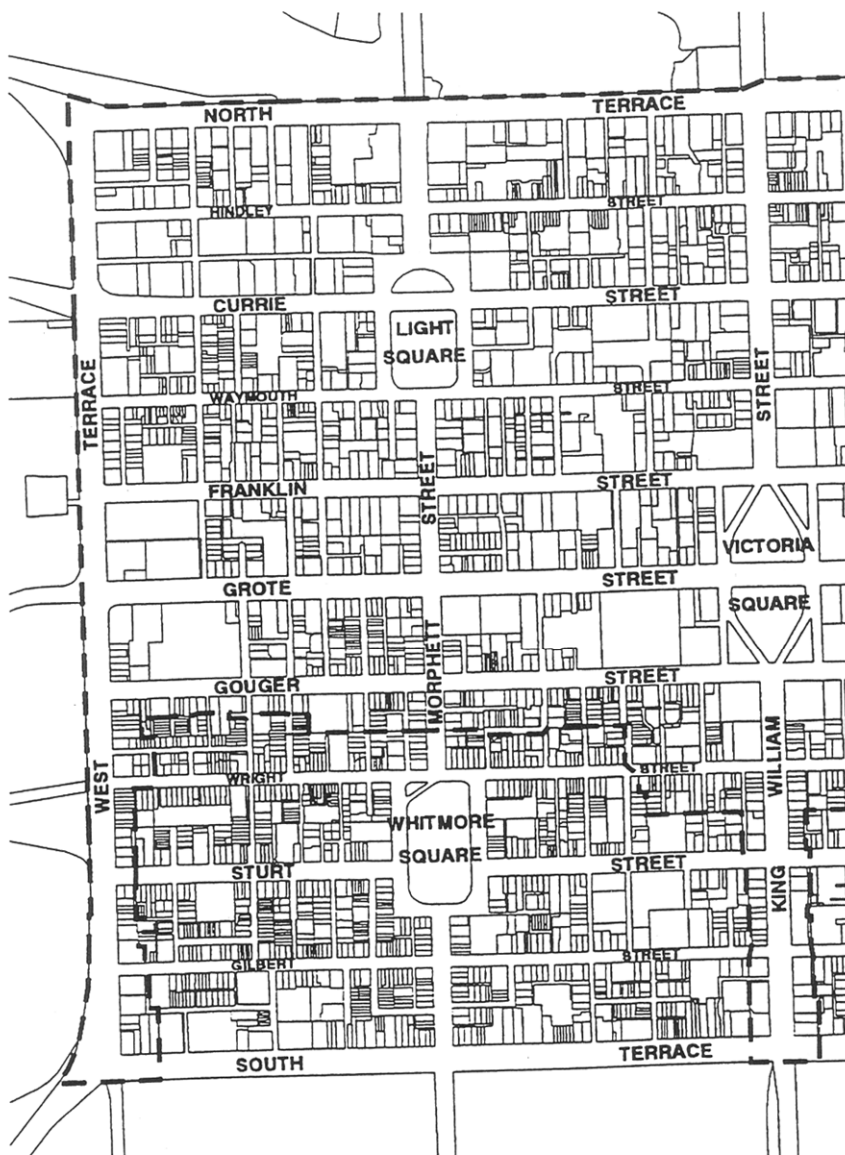 NORTH TERRACE
HINDLEY STREET
CURRIE STREET
LIGHT
SQUARE
WAYMOUTH STREET
TERRACE
STREET
FRANKLIN STREET
STREET
VICTORIA
GROTE STREET
SQUARE
GOUGER STREET
MORPHETT
WEST
WRIGHT STREET
WILLIAM
WHITMORE
SQUARE
STURT STREET
KING
GILBERT STREET
SOUTH TERRACE